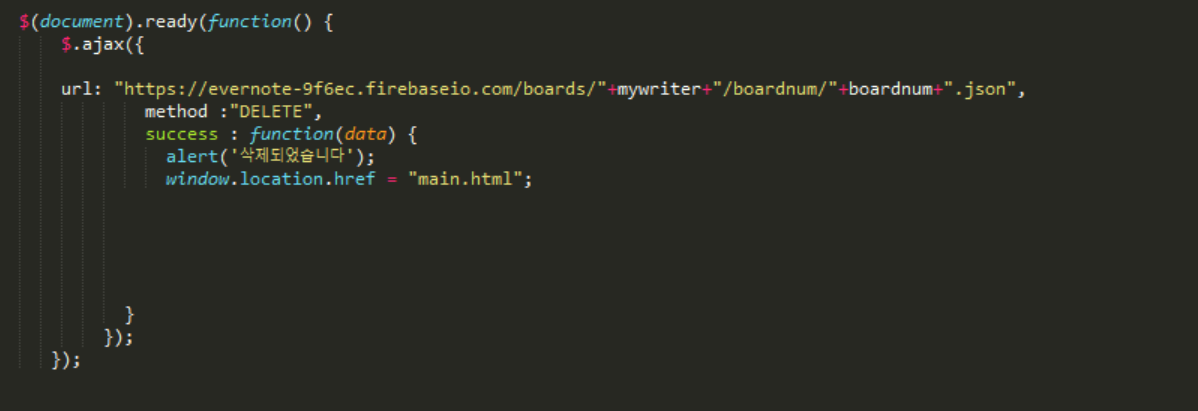 $(document).ready(function() {
$.ajax({
url: "https://evernote-9f6ec.firebaseio.com/boards/"+mywriter+"/boardnum/"+boardnum+".json",
method :"DELETE",
success : function(data) {
alert('삭제되었습니다');
window.location.href = "main.html";
}
});
});